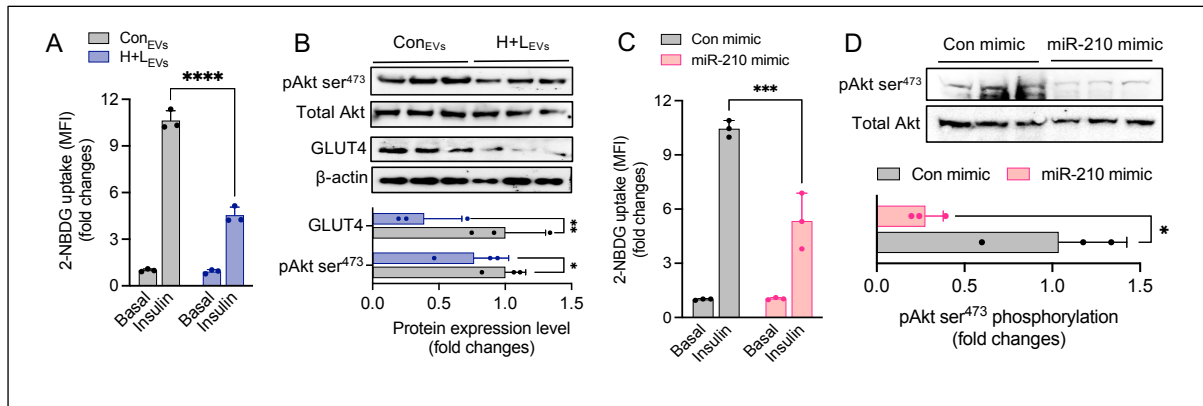 A
Con_EVs
H+L_EVs
****
2-NBDG uptake (MFI)
(fold changes)
12
9
6
3
0
Basal
Insulin
Basal
Insulin
B
Con_EVs
H+L_EVs
pAkt ser⁴⁷³
Total Akt
GLUT4
β-actin
GLUT4
**
pAkt ser⁴⁷³
*
0.0
0.5
1.0
1.5
Protein expression level
(fold changes)
C
Con mimic
miR-210 mimic
***
2-NBDG uptake (MFI)
(fold changes)
12
10
8
6
4
2
0
Basal
Insulin
Basal
Insulin
D
Con mimic
miR-210 mimic
pAkt ser⁴⁷³
Total Akt
Con mimic
miR-210 mimic
*
0.0
0.5
1.0
1.5
pAkt ser⁴⁷³ phosphorylation
(fold changes)